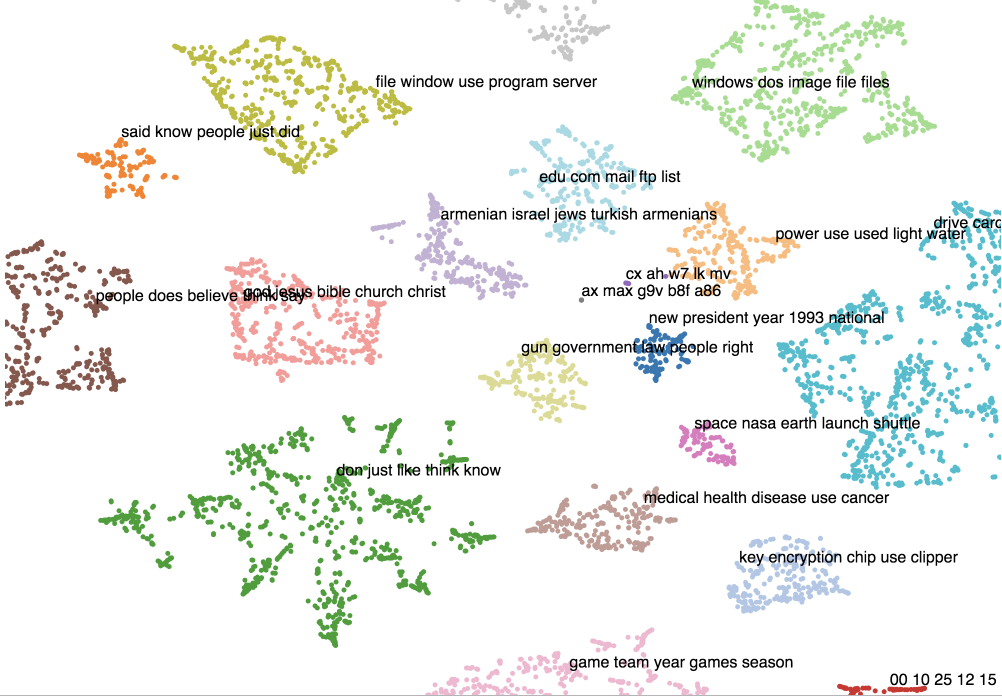 file window use program server
windows dos image file files
said know people just did
edu com mail ftp list
armenian israel jews turkish armenians
drive card
power use used light water
cx ah w7 lk mv
ax max g9v b8f a86
people does believe think say
god jesus bible church christ
new president year 1993 national
gun government law people right
space nasa earth launch shuttle
don just like think know
medical health disease use cancer
key encryption chip use clipper
game team year games season
00 10 25 12 15